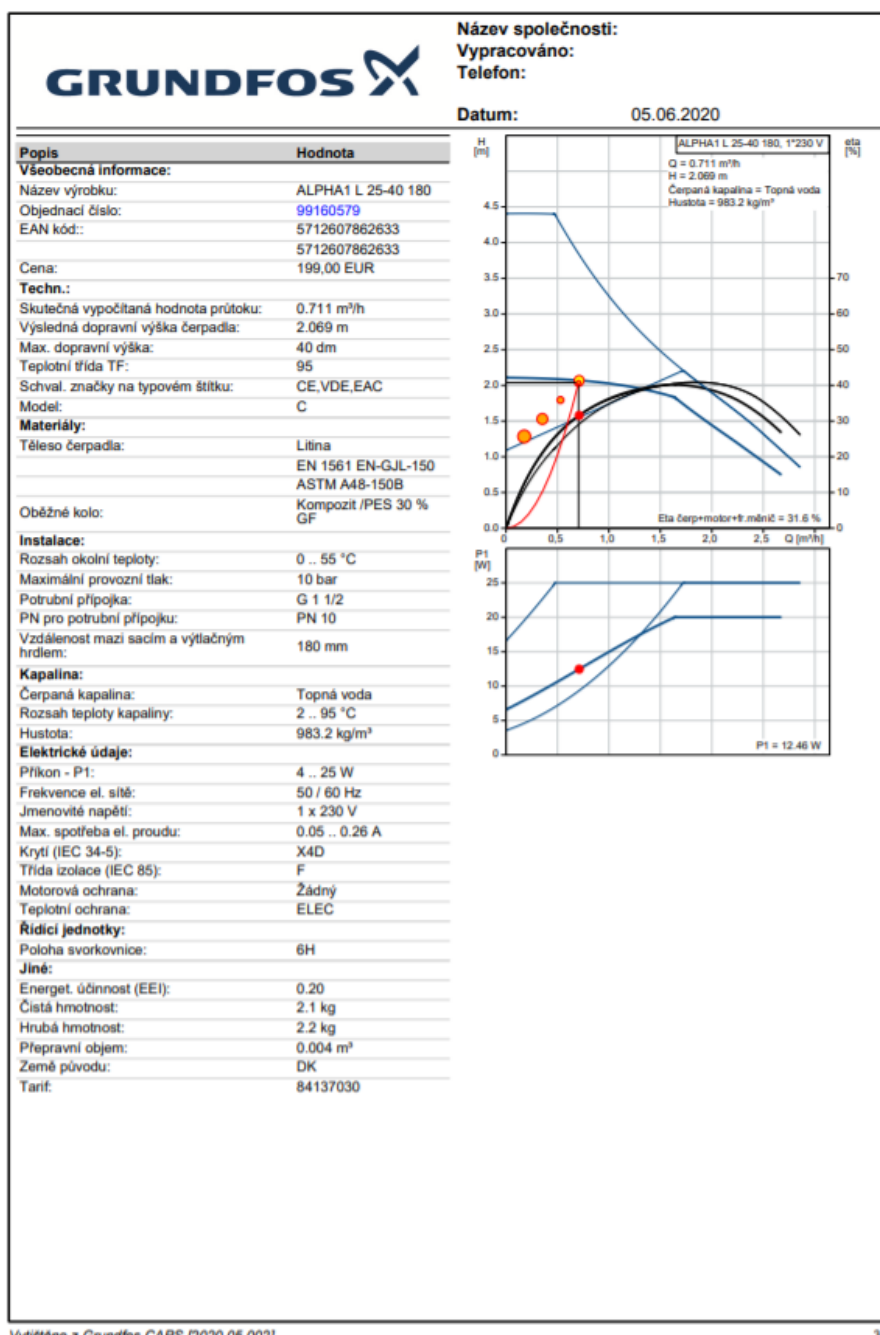 GRUNDFOS
Název společnosti:
Vypracováno:
Telefon:
Datum: 05.06.2020
Popis Hodnota
Všeobecná informace:
Název výrobku: ALPHA1 L 25-40 180
Objednací číslo: 99160579
EAN kód:: 5712607862633
5712607862633
Cena: 199,00 EUR
Techn.:
Skutečná vypočítaná hodnota průtoku: 0.711 m³/h
Výsledná dopravní výška čerpadla: 2.069 m
Max. dopravní výška: 40 dm
Teplotní třída TF: 95
Schval. značky na typovém štítku: CE,VDE,EAC
Model: C
Materiály:
Těleso čerpadla: Litina
EN 1561 EN-GJL-150
ASTM A48-150B
Oběžné kolo: Kompozit /PES 30 %
GF
Instalace:
Rozsah okolní teploty: 0 .. 55 °C
Maximální provozní tlak: 10 bar
Potrubní přípojka: G 1 1/2
PN pro potrubní přípojku: PN 10
Vzdálenost mezi sacím a výtlačným
hrdlem: 180 mm
Kapalina:
Čerpaná kapalina: Topná voda
Rozsah teploty kapaliny: 2 .. 95 °C
Hustota: 983.2 kg/m³
Elektrické údaje:
Příkon - P1: 4 .. 25 W
Frekvence el. sítě: 50 / 60 Hz
Jmenovité napětí: 1 x 230 V
Max. spotřeba el. proudu: 0.05 .. 0.26 A
Krytí (IEC 34-5): X4D
Třída izolace (IEC 85): F
Motorová ochrana: Žádný
Teplotní ochrana: ELEC
Řídící jednotky:
Poloha svorkovnice: 6H
Jiné:
Energet. účinnost (EEI): 0.20
Čistá hmotnost: 2.1 kg
Hrubá hmotnost: 2.2 kg
Přepravní objem: 0.004 m³
Země původu: DK
Tarif: 84137030
H
[m]
ALPHA1 L 25-40 180, 1*230 V
eta
[%]
Q = 0.711 m³/h
H = 2.069 m
Čerpaná kapalina = Topná voda
Hustota = 983.2 kg/m³
4.5
4.0
3.5 70
3.0 60
2.5 50
2.0 40
1.5 30
1.0 20
0.5 10
0.0 0
Eta čerp+motor+fr.měnič = 31.6 %
0 0,5 1,0 1,5 2,0 2,5 Q [m³/h]
P1
[W]
25
20
15
10
5
0
P1 = 12.46 W
Vytištěno z Grundfos CAPS [2020.05.002]